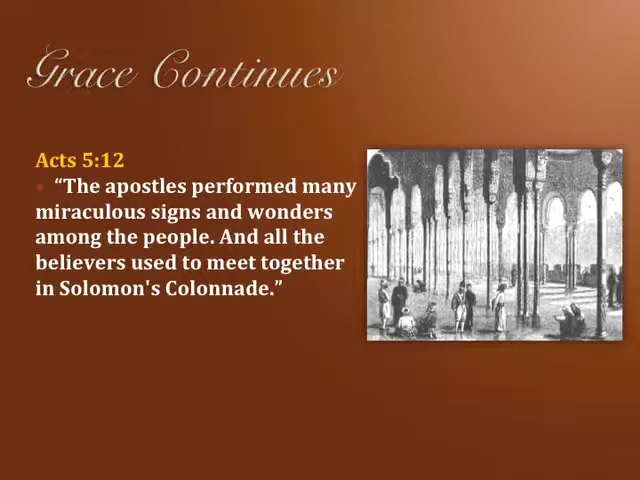 Grace Continues
Acts 5:12
• “The apostles performed many
miraculous signs and wonders
among the people. And all the
believers used to meet together
in Solomon's Colonnade.”